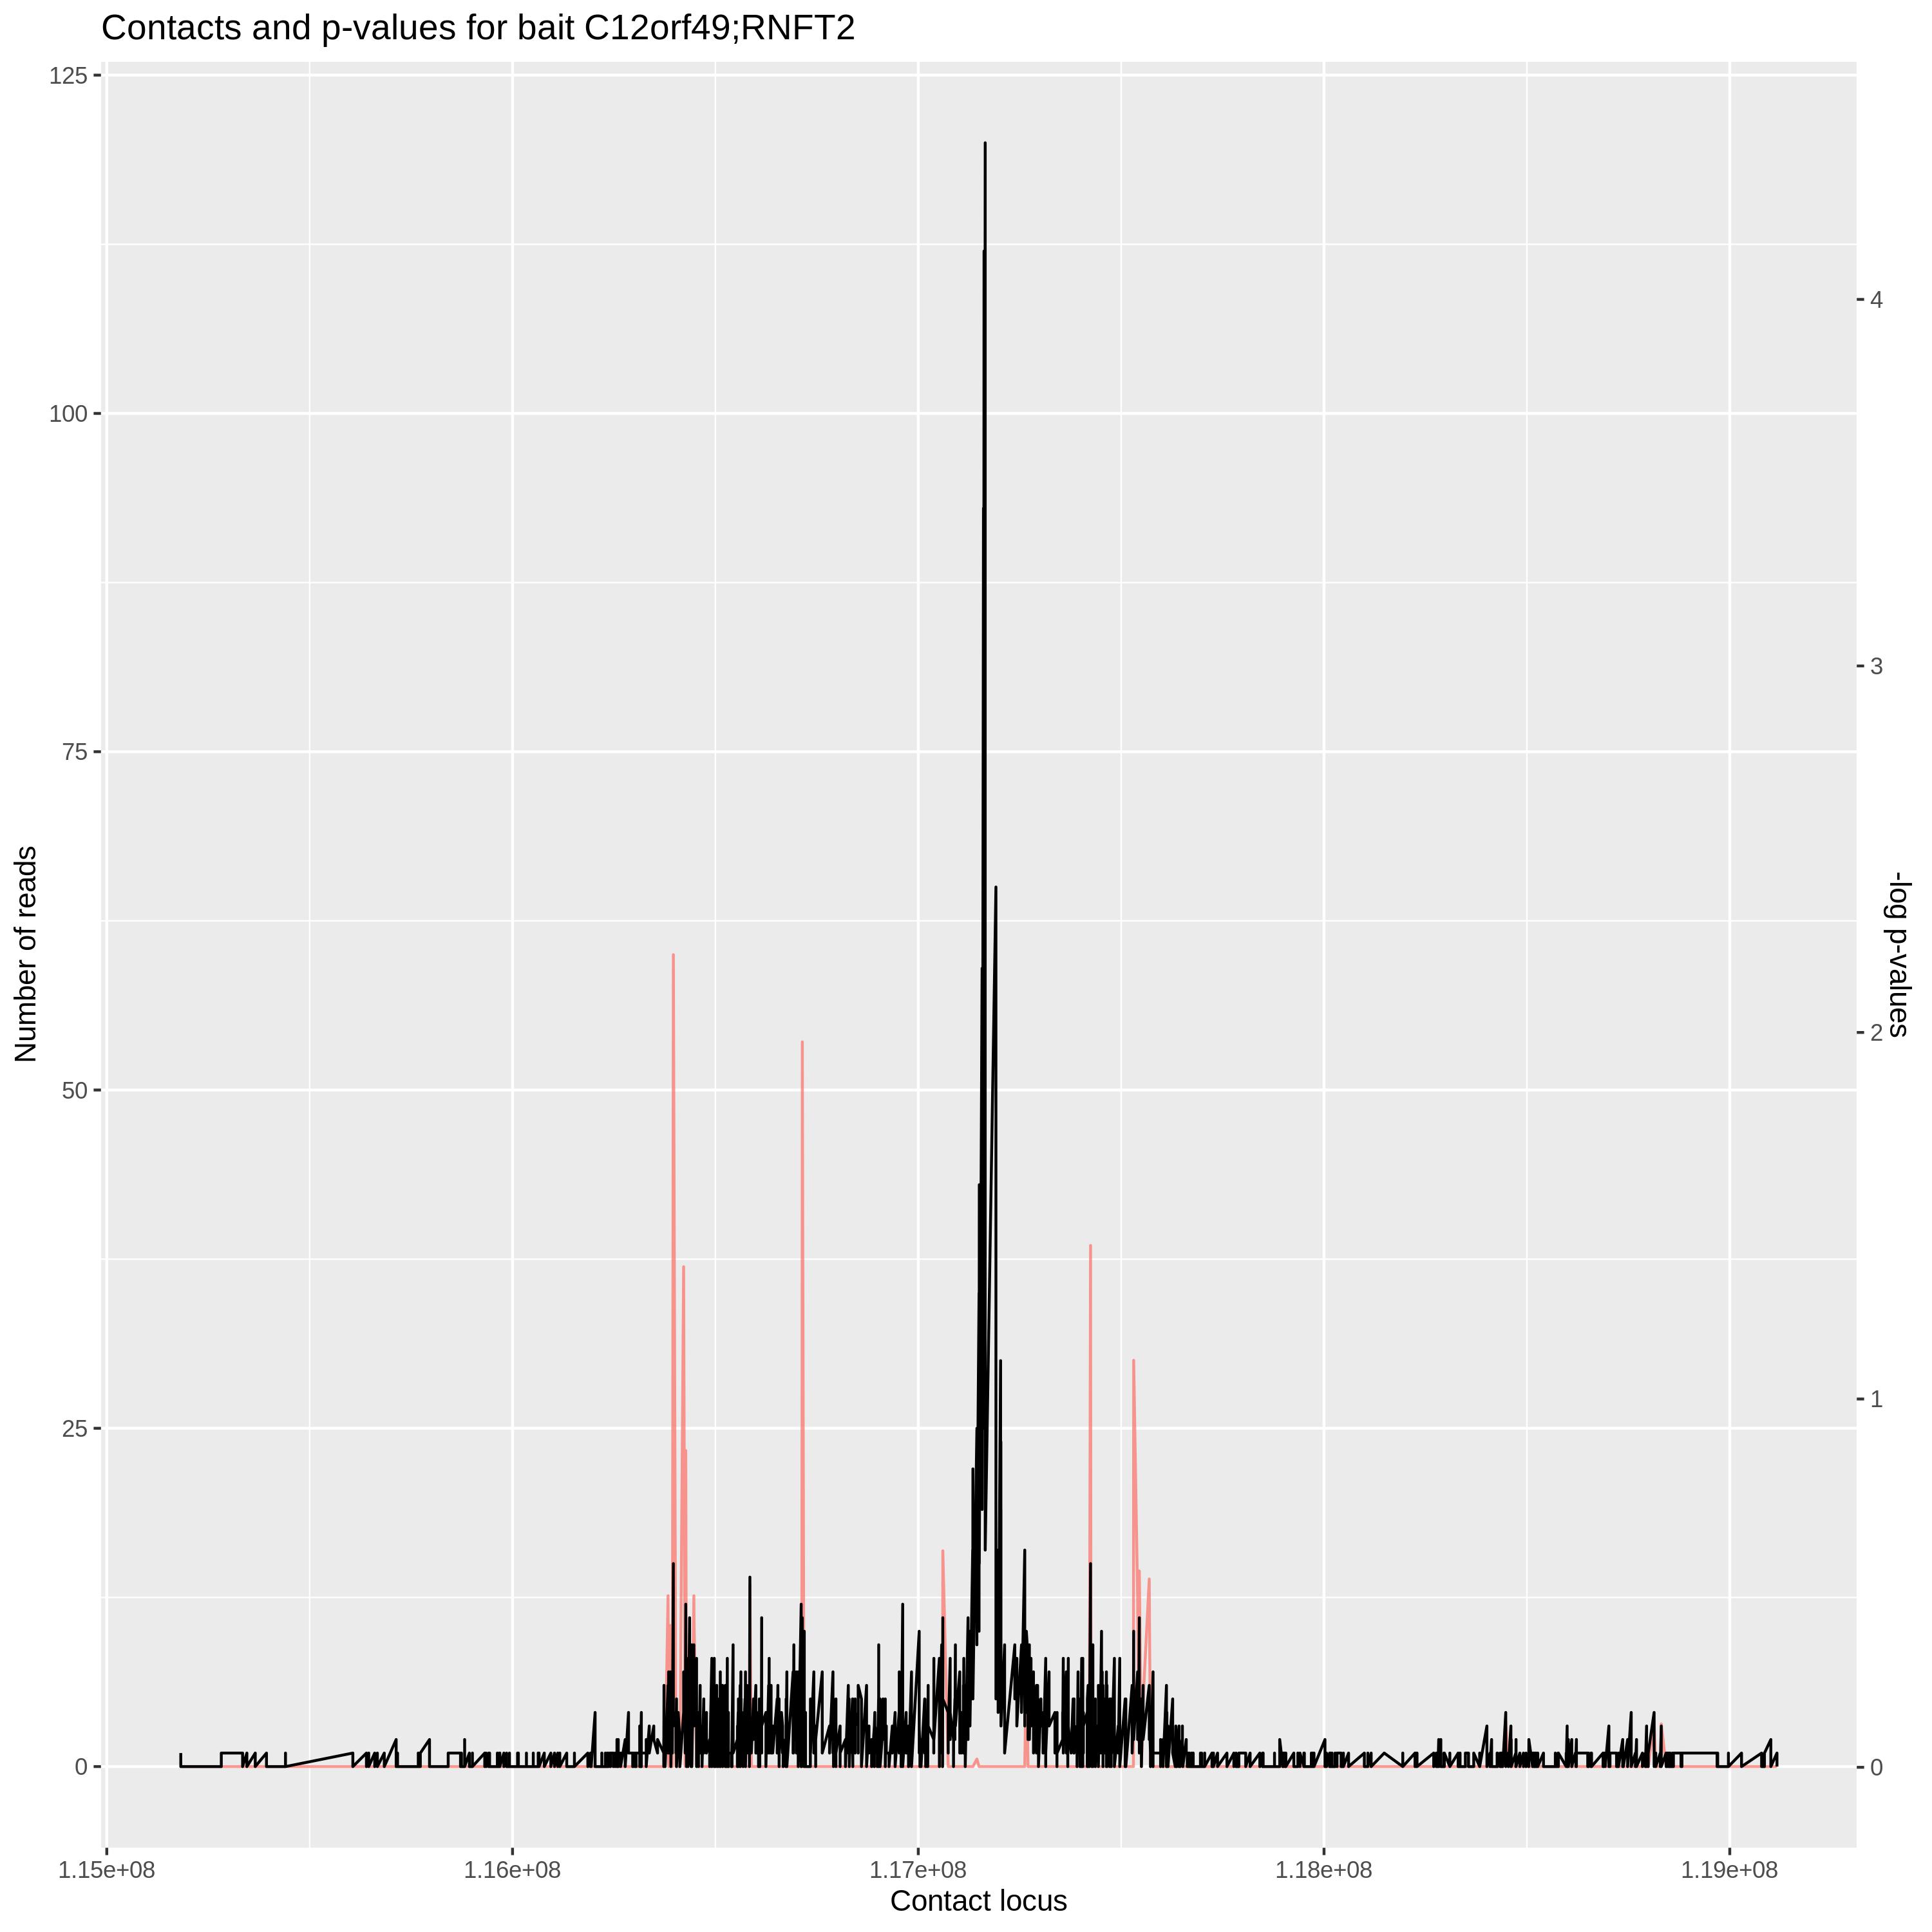 Contacts and p-values for bait C12orf49;RNFT2
125
100
75
50
25
0
Number of reads
4
3
2
1
0
-log p-values
1.15e+08 1.16e+08 1.17e+08 1.18e+08 1.19e+08
Contact locus